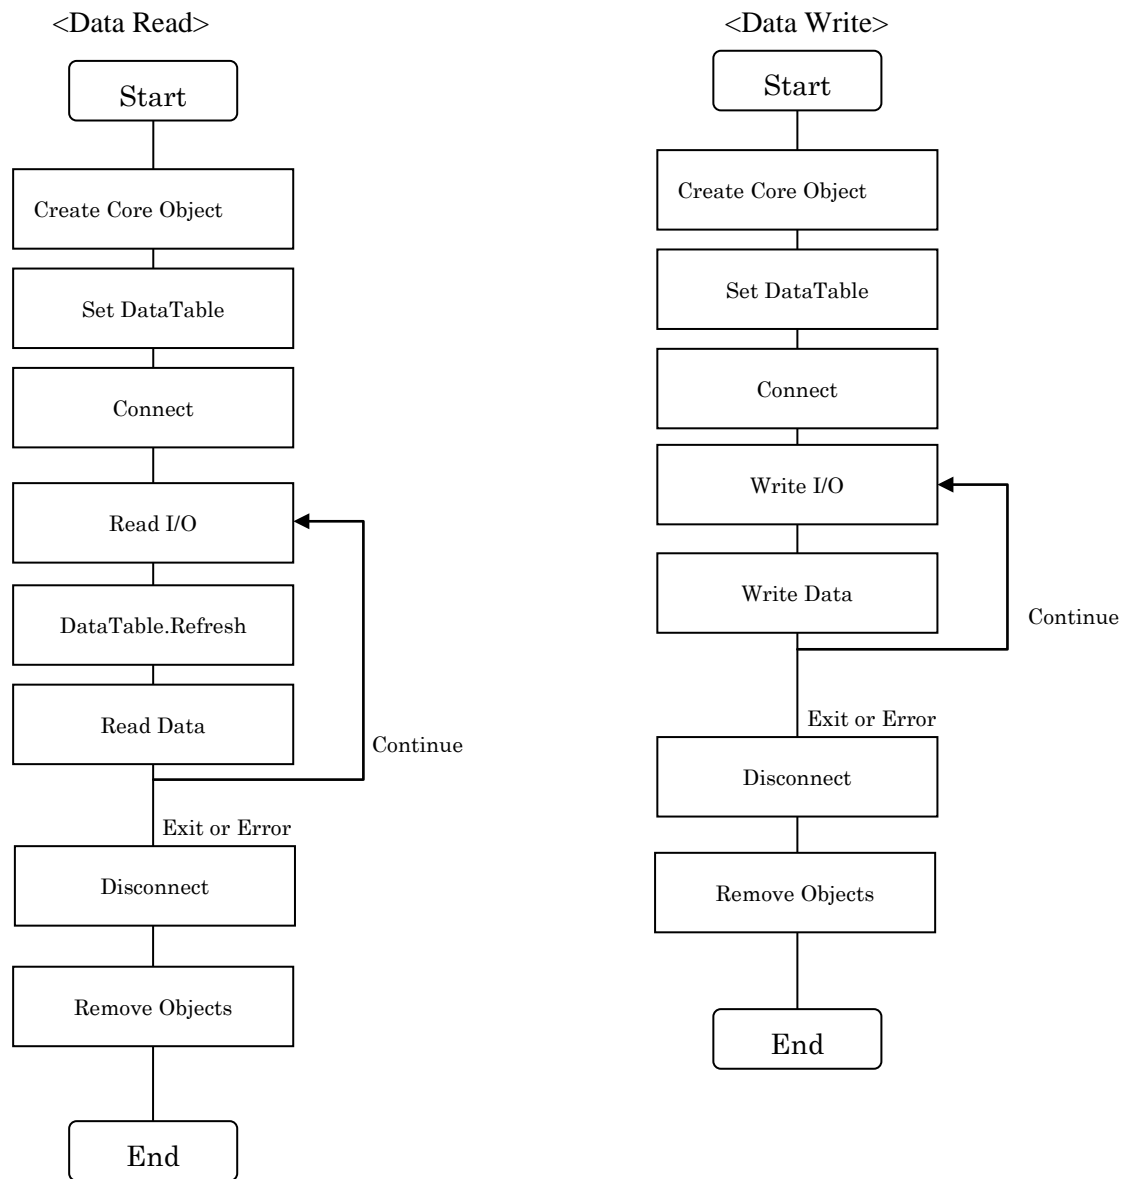 <Data Read>
Start
Create Core Object
Set DataTable
Connect
Read I/O
DataTable.Refresh
Read Data
Continue
Exit or Error
Disconnect
Remove Objects
End
<Data Write>
Start
Create Core Object
Set DataTable
Connect
Write I/O
Write Data
Continue
Exit or Error
Disconnect
Remove Objects
End